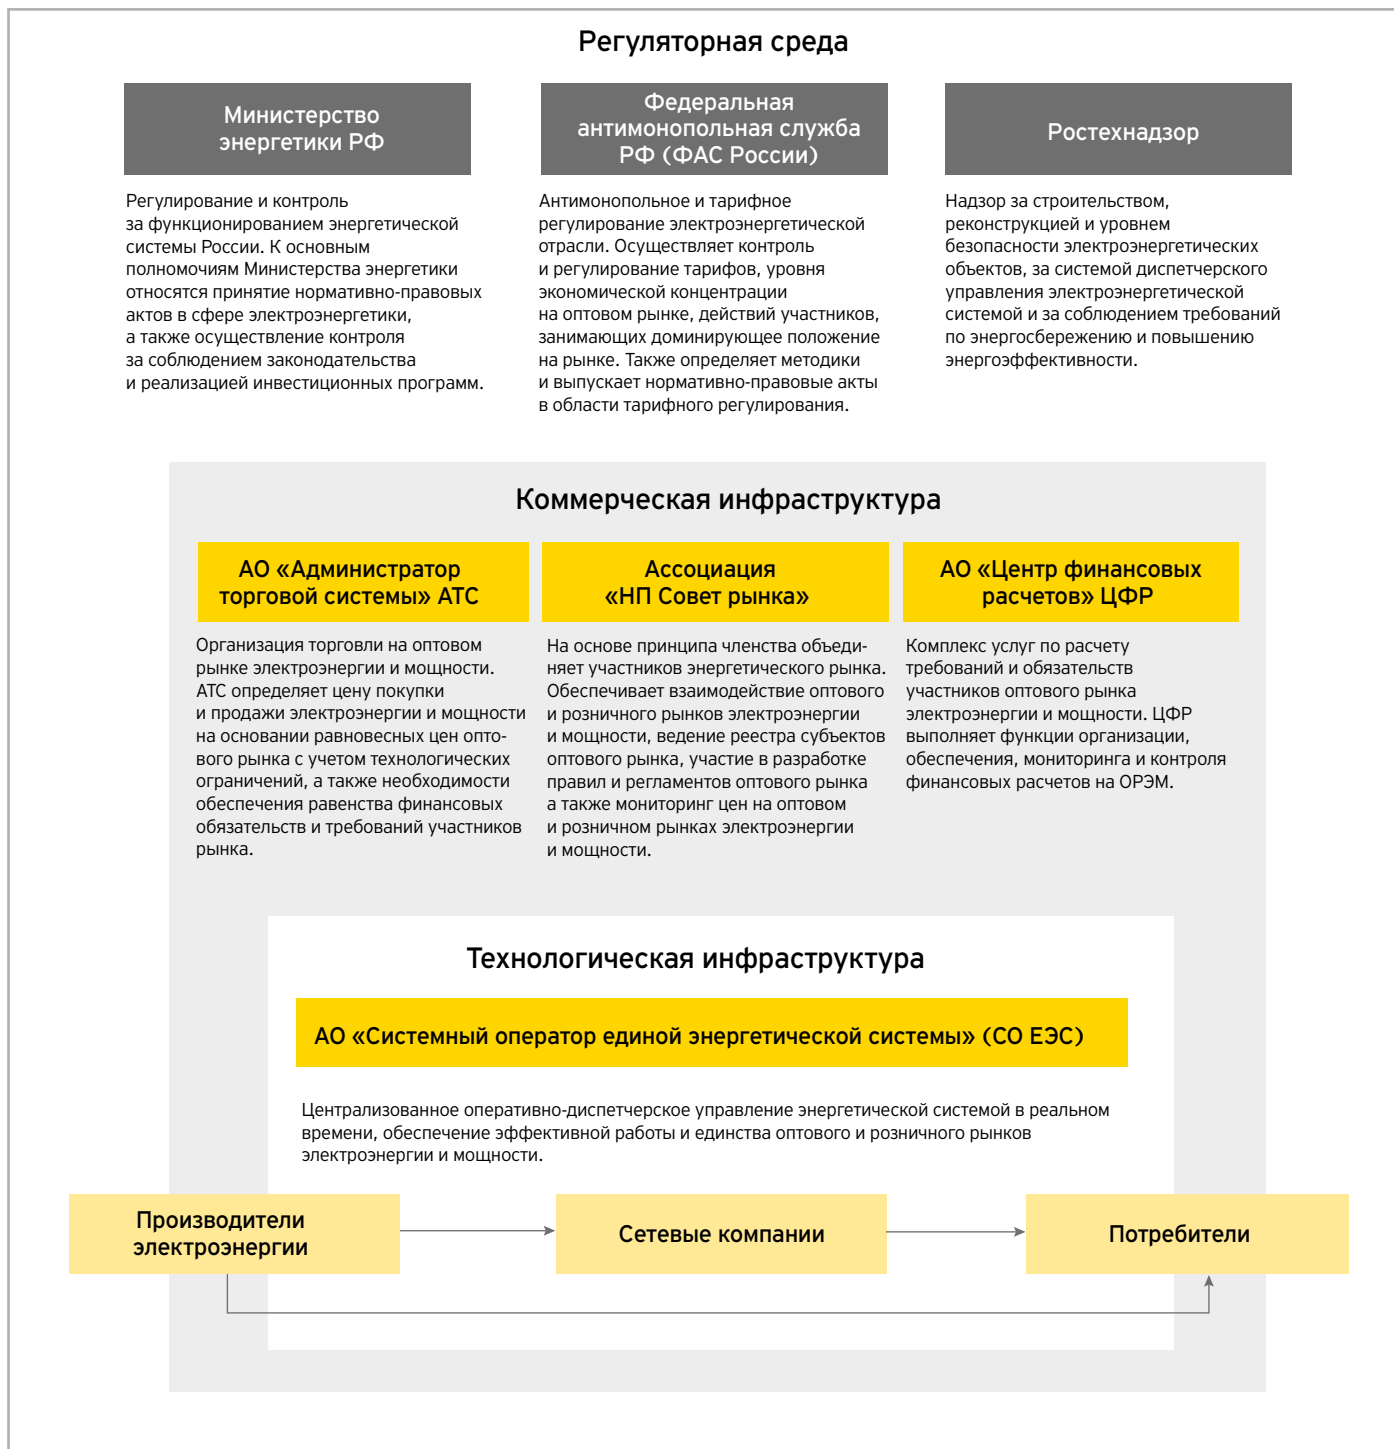 Регуляторная среда
Министерство
энергетики РФ
Регулирование и контроль
за функционированием энергетической
системы России. К основным
полномочиям Министерства энергетики
относятся принятие нормативно-правовых
актов в сфере электроэнергетики,
а также осуществление контроля
за соблюдением законодательства
и реализацией инвестиционных программ.
Федеральная
антимонопольная служба
РФ (ФАС России)
Антимонопольное и тарифное
регулирование электроэнергетической
отрасли. Осуществляет контроль
и регулирование тарифов, уровня
экономической концентрации
на оптовом рынке, действий участников,
занимающих доминирующее положение
на рынке. Также определяет методики
и выпускает нормативно-правовые акты
в области тарифного регулирования.
Ростехнадзор
Надзор за строительством,
реконструкцией и уровнем
безопасности электроэнергетических
объектов, за системой диспетчерского
управления электроэнергетической
системой и за соблюдением требований
по энергосбережению и повышению
энергоэффективности.
Коммерческая инфраструктура
АО «Администратор
торговой системы» АТС
Организация торговли на оптовом
рынке электроэнергии и мощности.
АТС определяет цену покупки
и продажи электроэнергии и мощности
на основании равновесных цен опто-
вого рынка с учетом технологических
ограничений, а также необходимости
обеспечения равенства финансовых
обязательств и требований участников
рынка.
Ассоциация
«НП Совет рынка»
На основе принципа членства объеди-
няет участников энергетического рынка.
Обеспечивает взаимодействие оптового
и розничного рынков электроэнергии
и мощности, ведение реестра субъектов
оптового рынка, участие в разработке
правил и регламентов оптового рынка
а также мониторинг цен на оптовом
и розничном рынках электроэнергии
и мощности.
АО «Центр финансовых
расчетов» ЦФР
Комплекс услуг по расчету
требований и обязательств
участников оптового рынка
электроэнергии и мощности. ЦФР
выполняет функции организации,
обеспечения, мониторинга и контроля
финансовых расчетов на ОРЭМ.
Технологическая инфраструктура
АО «Системный оператор единой энергетической системы» (СО ЕЭС)
Централизованное оперативно-диспетчерское управление энергетической системой в реальном
времени, обеспечение эффективной работы и единства оптового и розничного рынков
электроэнергии и мощности.
Производители
электроэнергии
Сетевые компании
Потребители